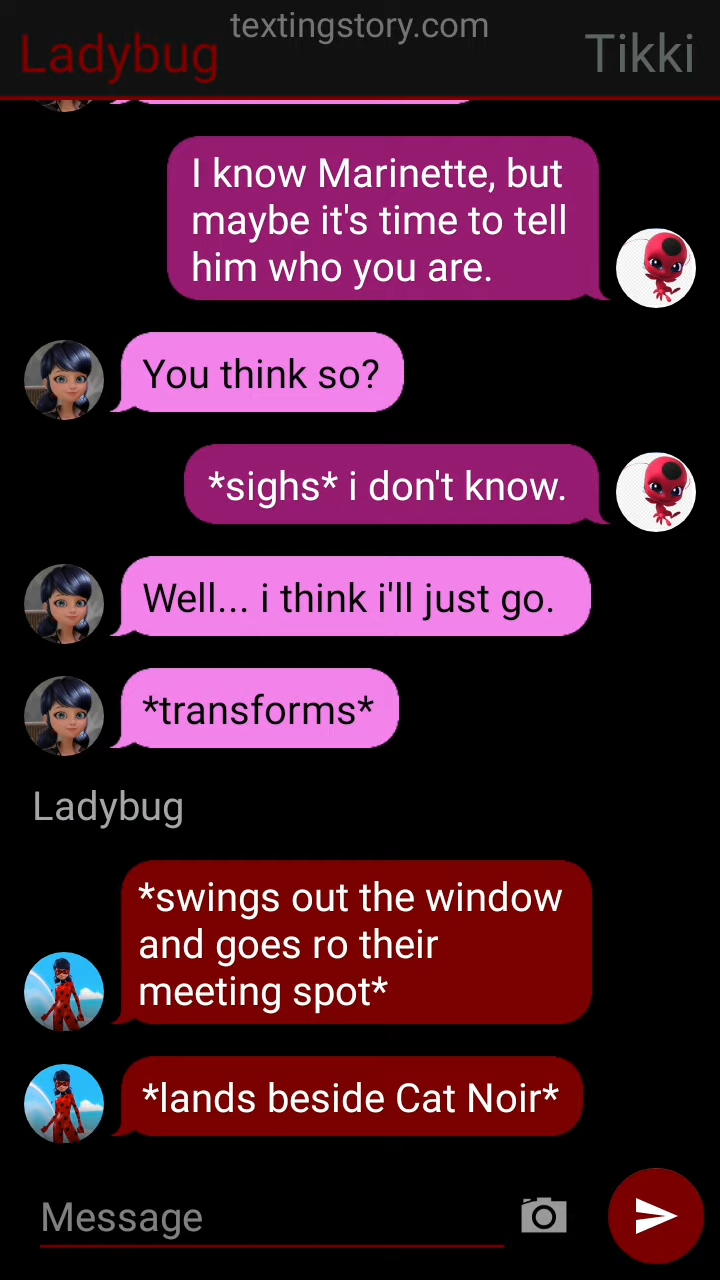 textingstory.com
Ladybug
Tikki
I know Marinette, but
maybe it's time to tell
him who you are.
You think so?
*sighs* i don't know.
Well... i think i'll just go.
*transforms*
Ladybug
*swings out the window
and goes ro their
meeting spot*
*lands beside Cat Noir*
Message